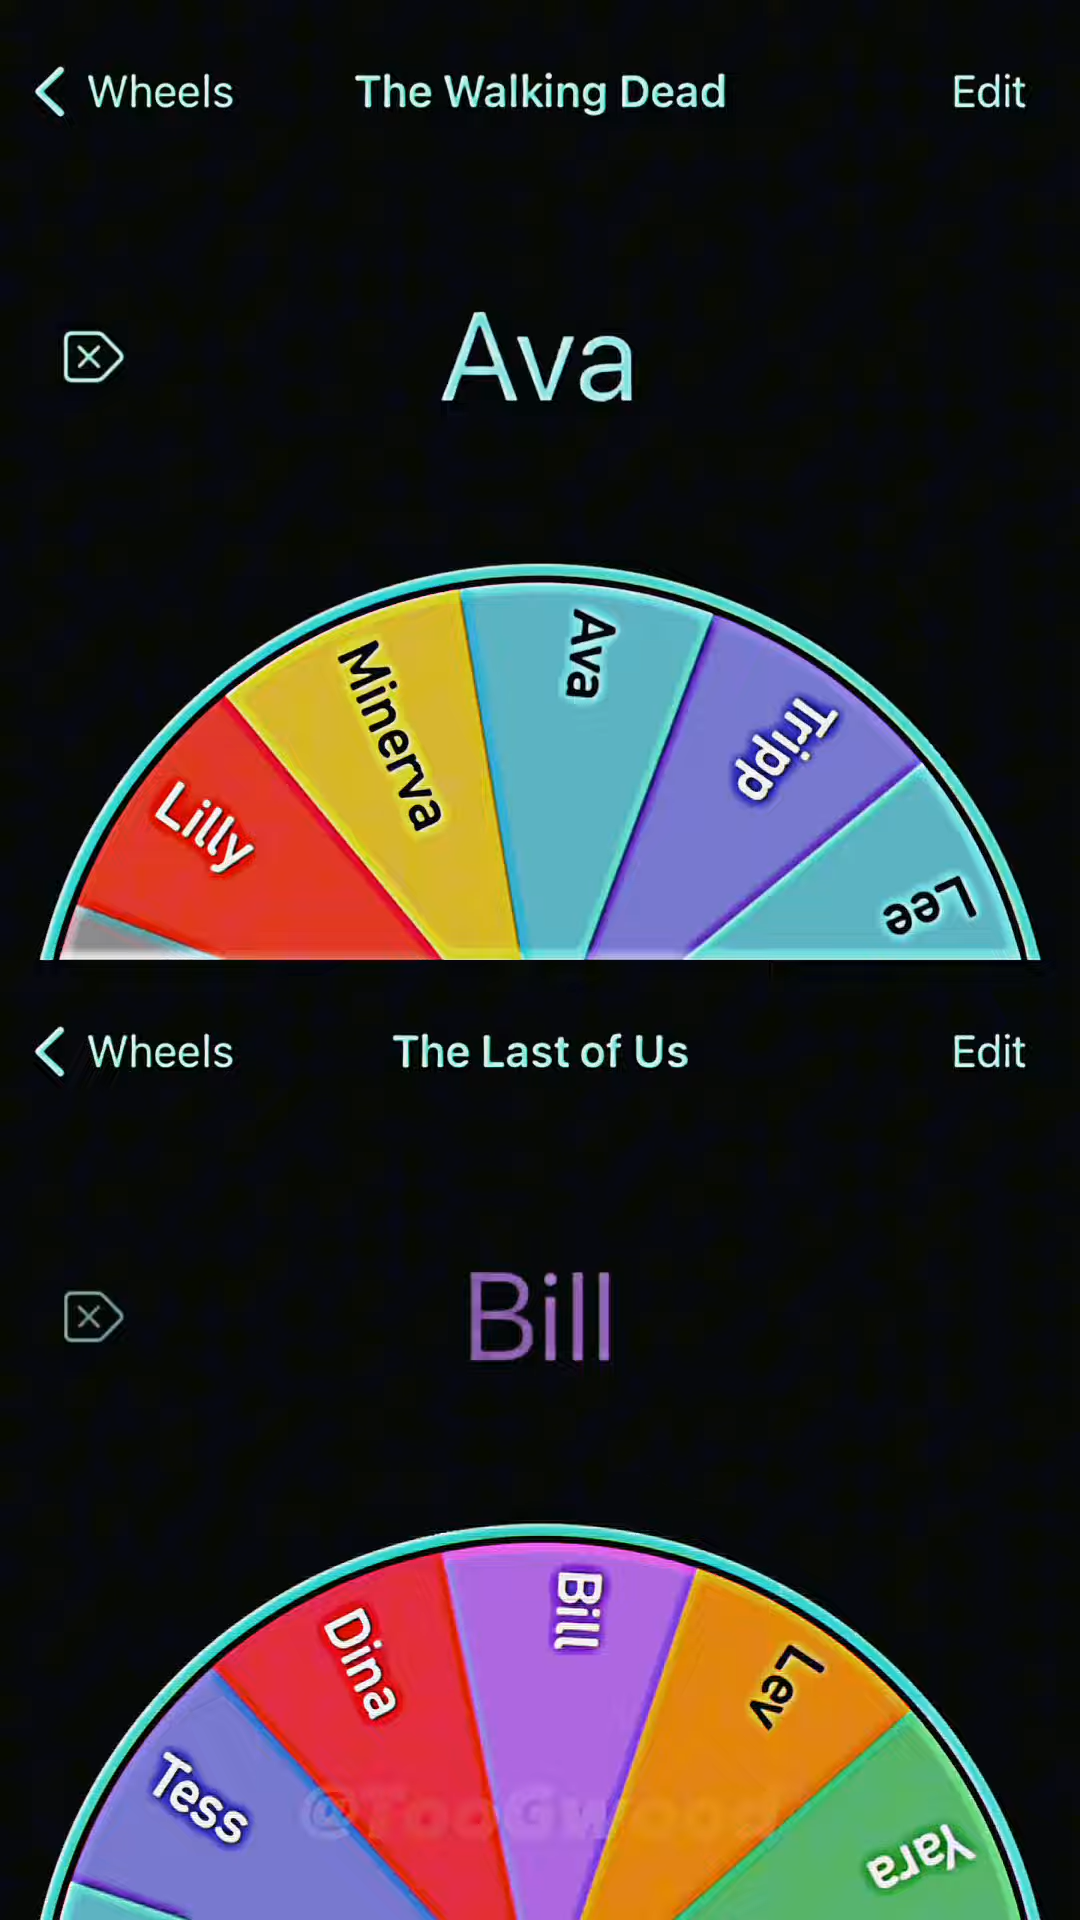 Wheels
The Walking Dead
Edit
Ava
Lilly
Minerva
Ava
Tripp
Lee
Wheels
The Last of Us
Edit
Bill
Tess
Dina
Bill
Lev
Yara
@TooGwood